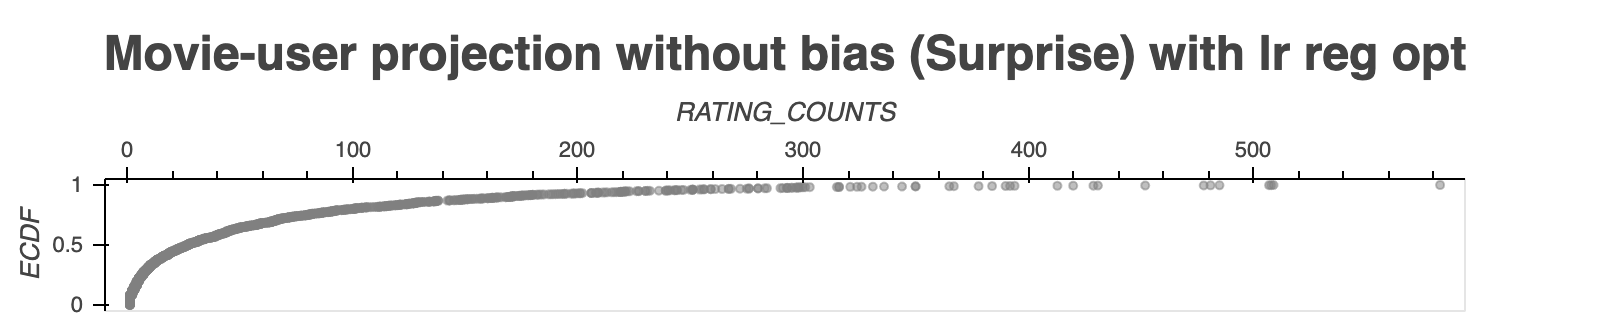 Movie-user projection without bias (Surprise) with lr reg opt
RATING_COUNTS
0 100 200 300 400 500
1
0.5
0
ECDF